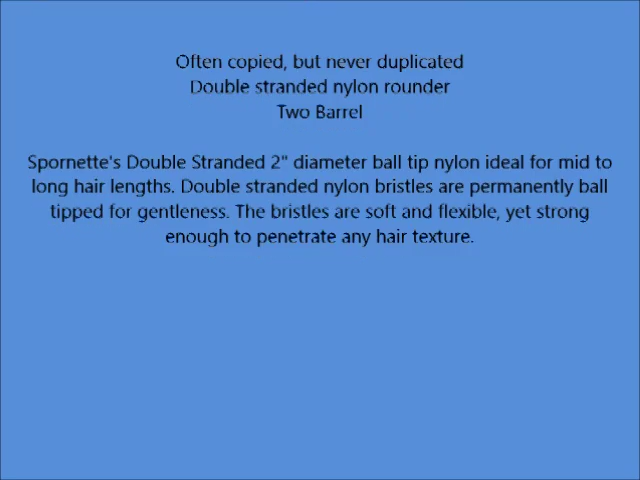 Often copied, but never duplicated
Double stranded nylon rounder
Two Barrel
Spornette's Double Stranded 2" diameter ball tip nylon ideal for mid to
long hair lengths. Double stranded nylon bristles are permanently ball
tipped for gentleness. The bristles are soft and flexible, yet strong
enough to penetrate any hair texture.